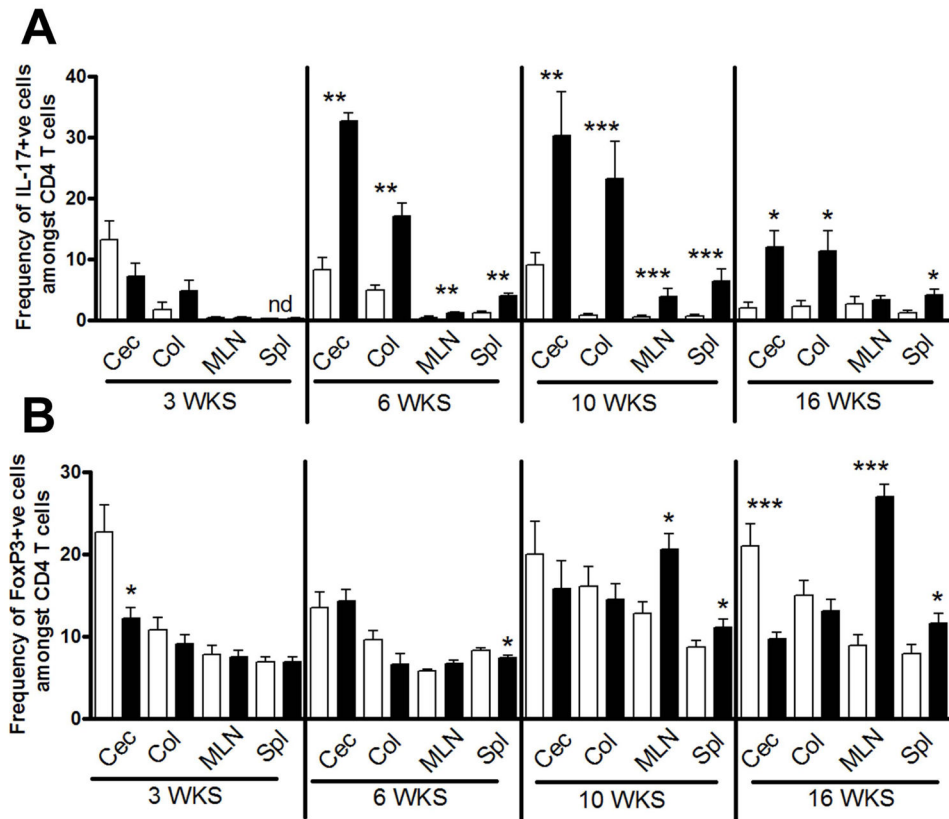 A
Frequency of IL-17+ve cells
amongst CD4 T cells
40
30
20
10
0
** ** ** **
** *** *** ***
* * *
nd
Cec Col MLN Spl Cec Col MLN Spl Cec Col MLN Spl Cec Col MLN Spl
3 WKS 6 WKS 10 WKS 16 WKS
B
Frequency of FoxP3+ve cells
amongst CD4 T cells
30
20
10
0
*
*
* *
*** *** *
Cec Col MLN Spl Cec Col MLN Spl Cec Col MLN Spl Cec Col MLN Spl
3 WKS 6 WKS 10 WKS 16 WKS